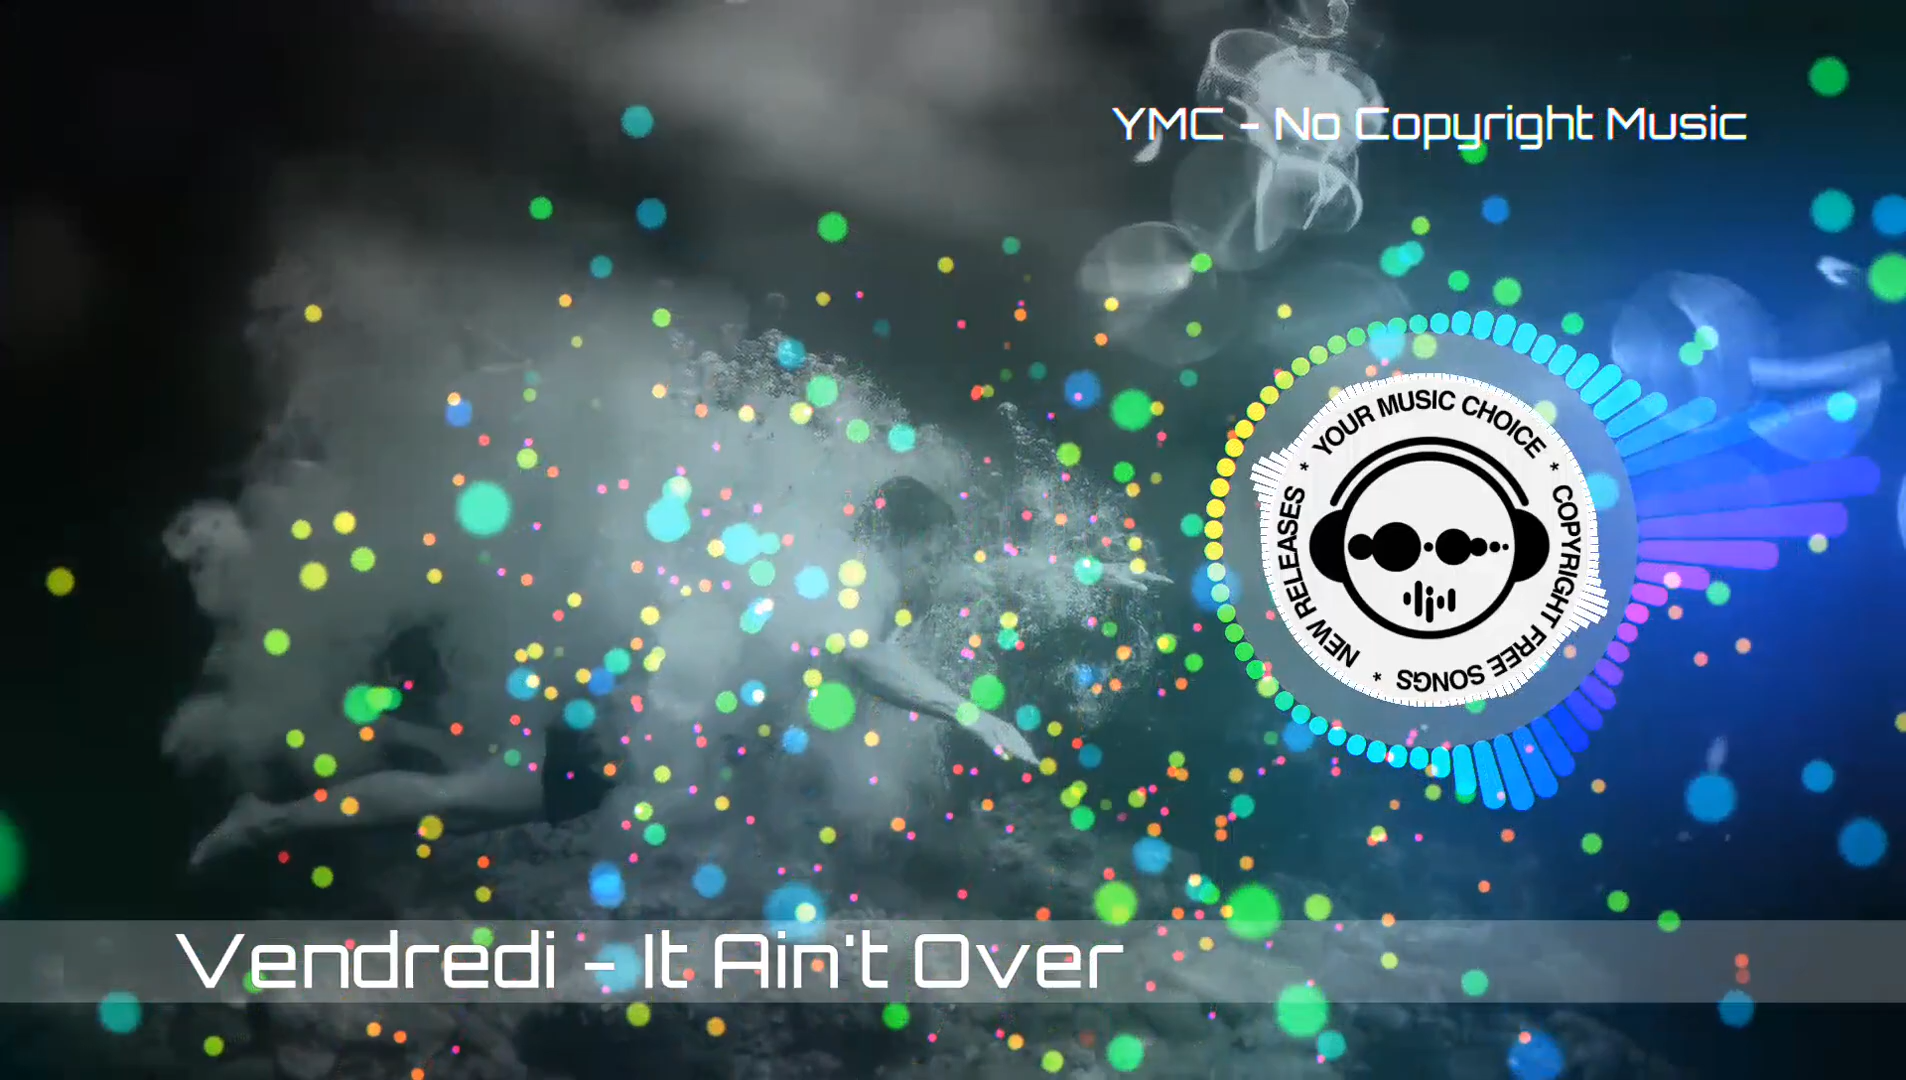 YMC - No Copyright Music
* YOUR MUSIC CHOICE * COPYRIGHT FREE SONGS * NEW RELEASES
Vendredi - It Ain't Over